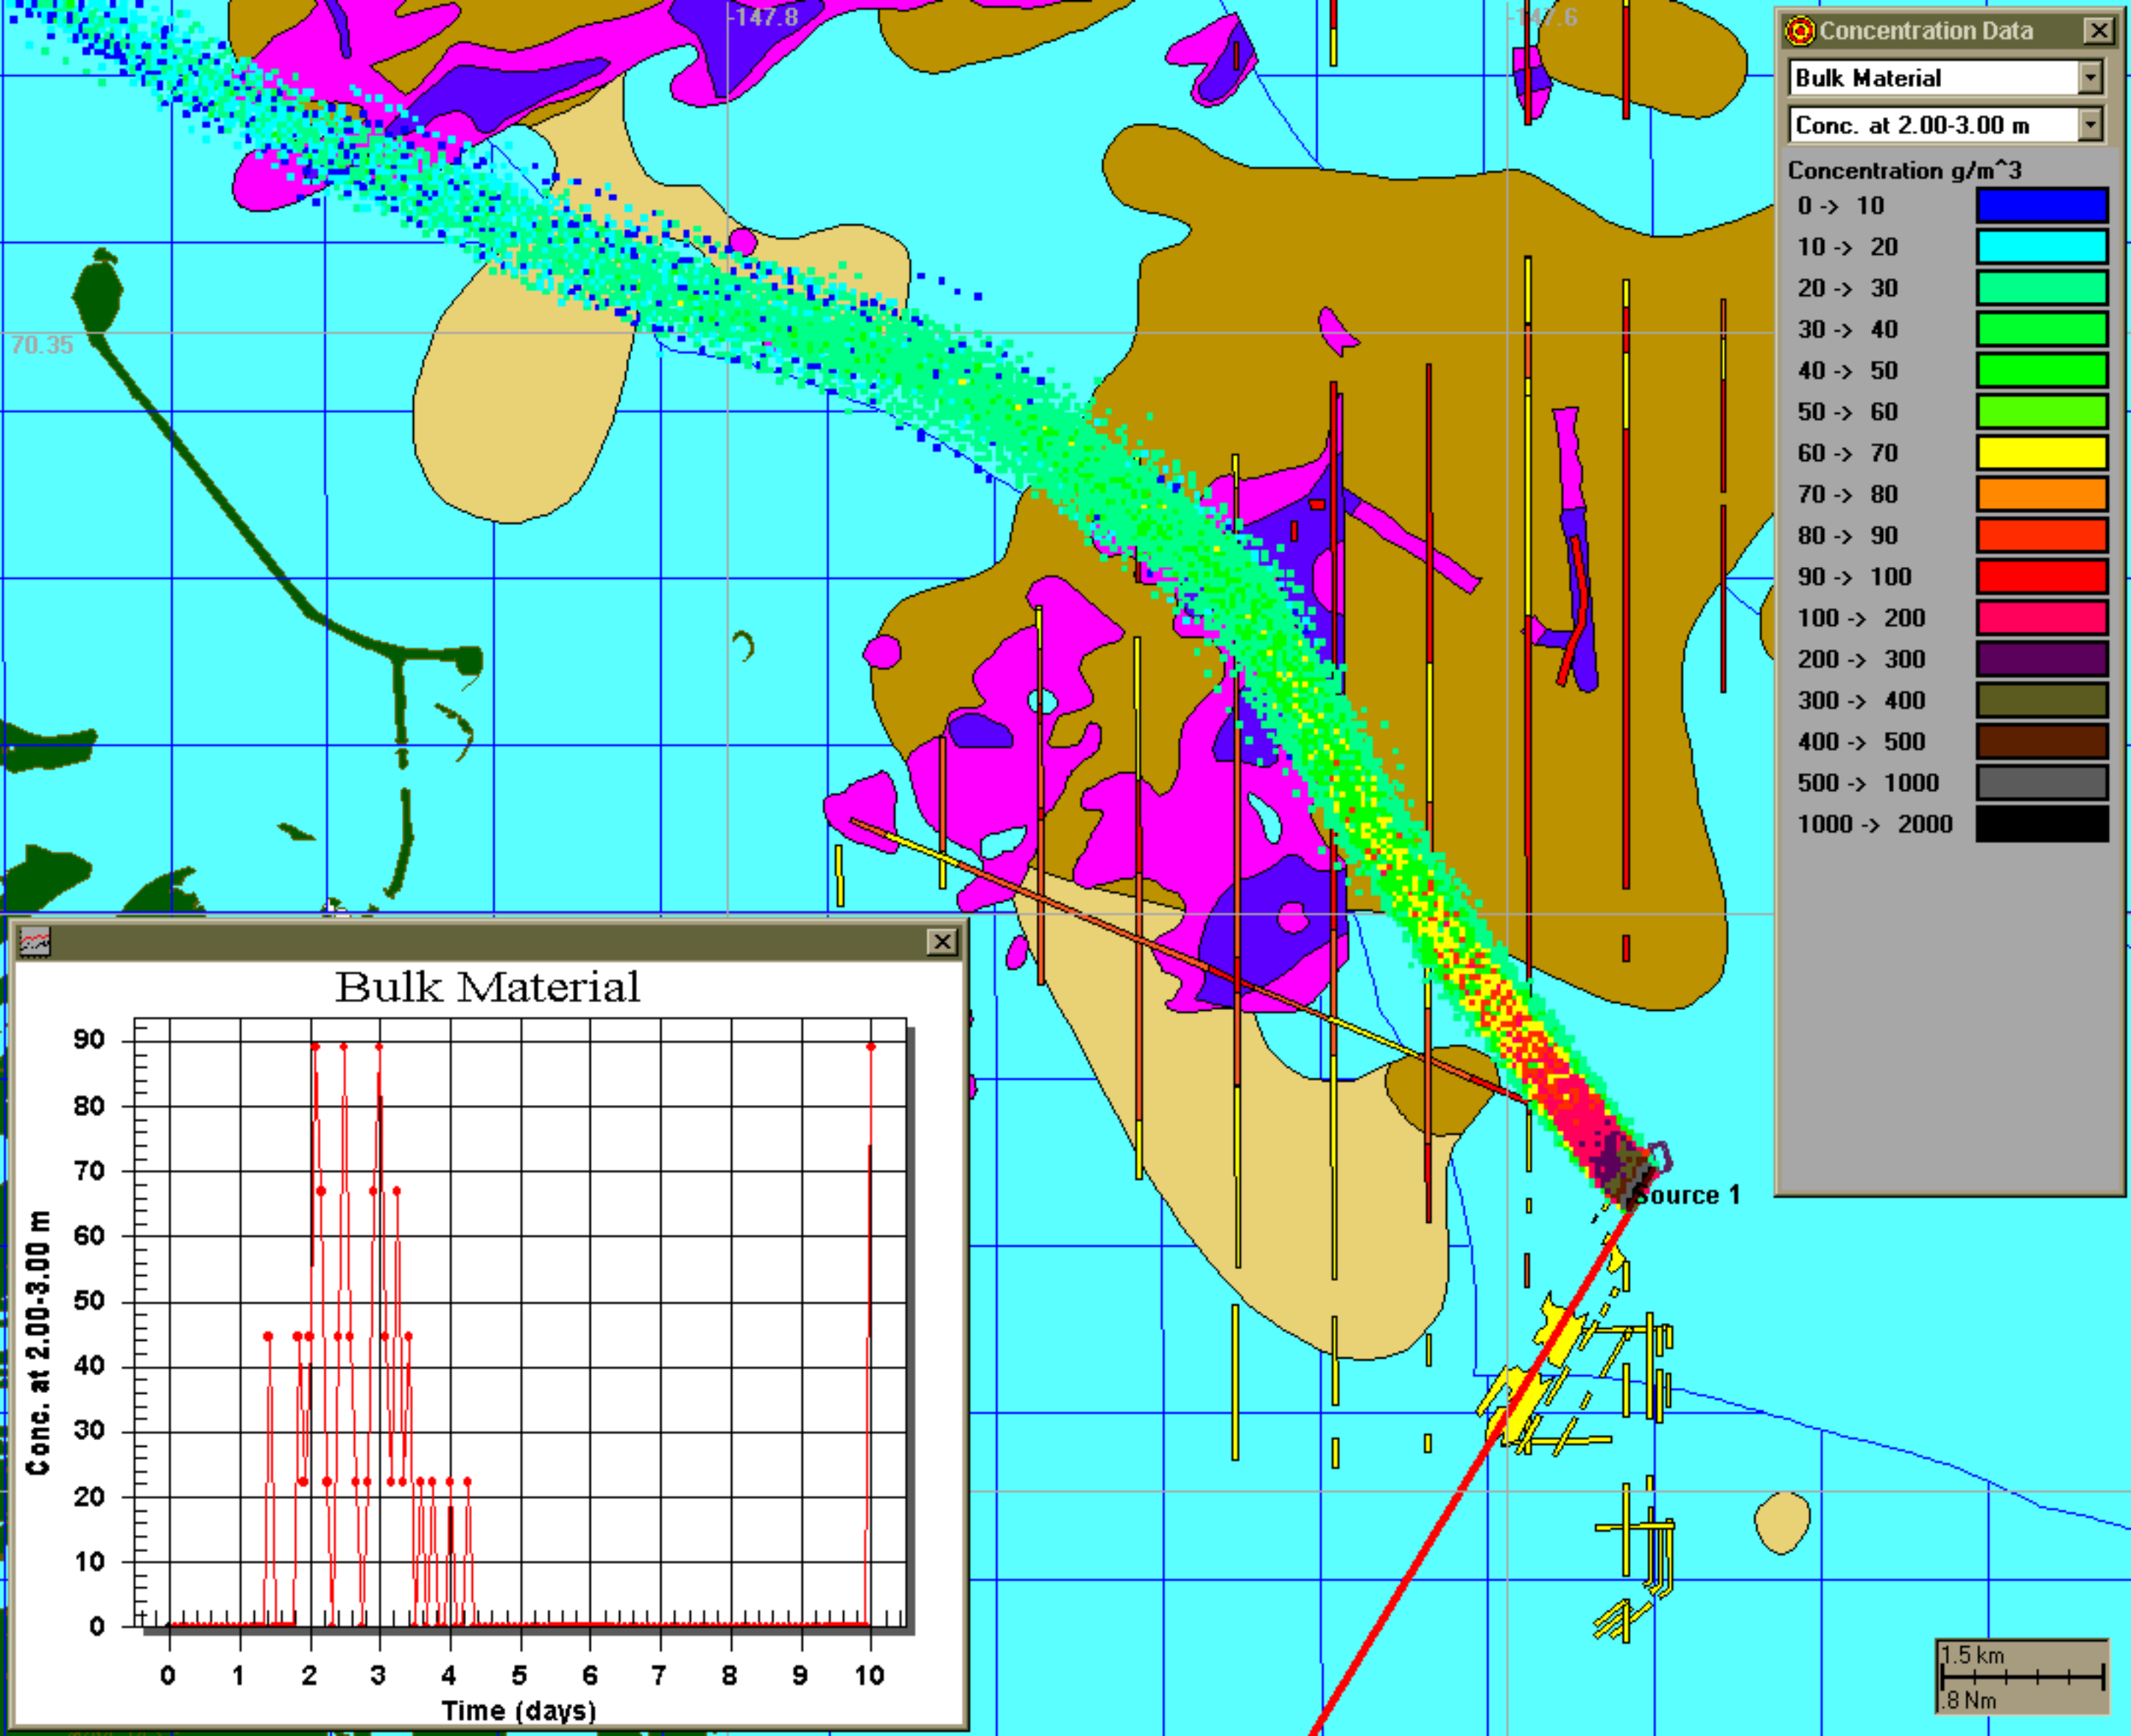 -147.8
-147.6
70.35
Concentration Data
Bulk Material
Conc. at 2.00-3.00 m
Concentration g/m^3
0 -> 10
10 -> 20
20 -> 30
30 -> 40
40 -> 50
50 -> 60
60 -> 70
70 -> 80
80 -> 90
90 -> 100
100 -> 200
200 -> 300
300 -> 400
400 -> 500
500 -> 1000
1000 -> 2000
Source 1
Bulk Material
Conc. at 2.00-3.00 m
90
80
70
60
50
40
30
20
10
0
0 1 2 3 4 5 6 7 8 9 10
Time (days)
1.5 km
.8 Nm